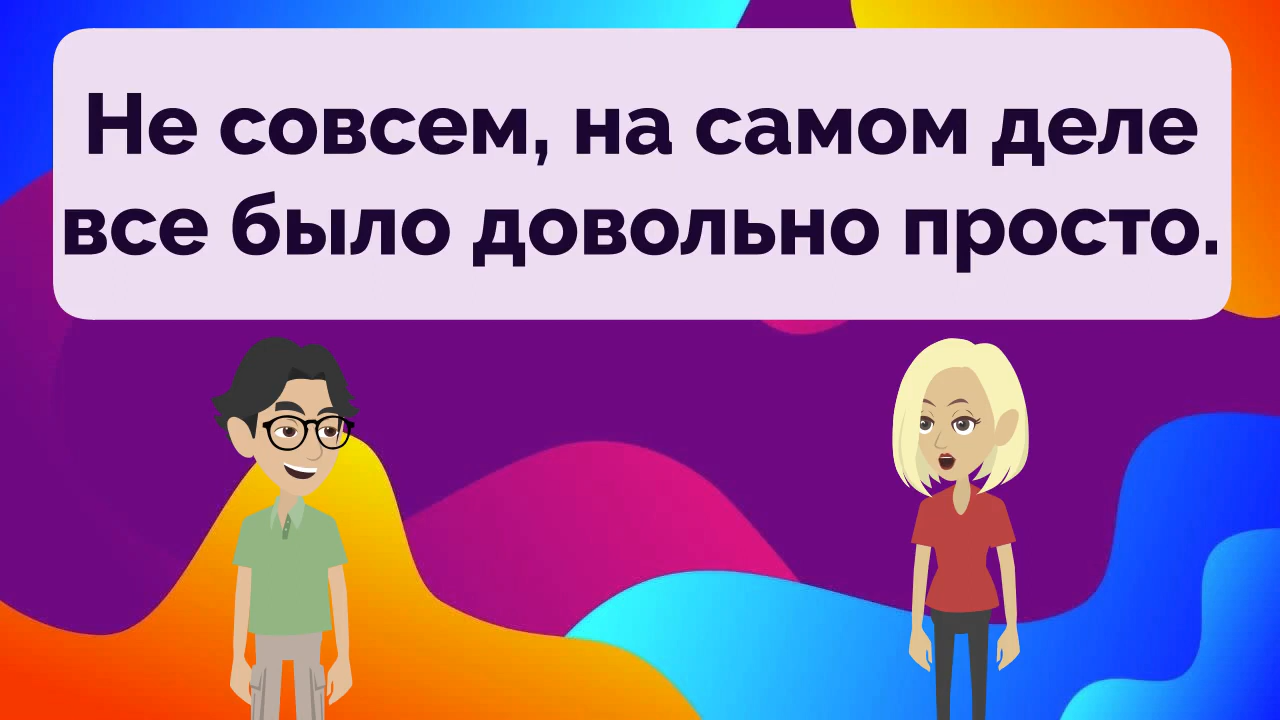 Не совсем, на самом деле
все было довольно просто.